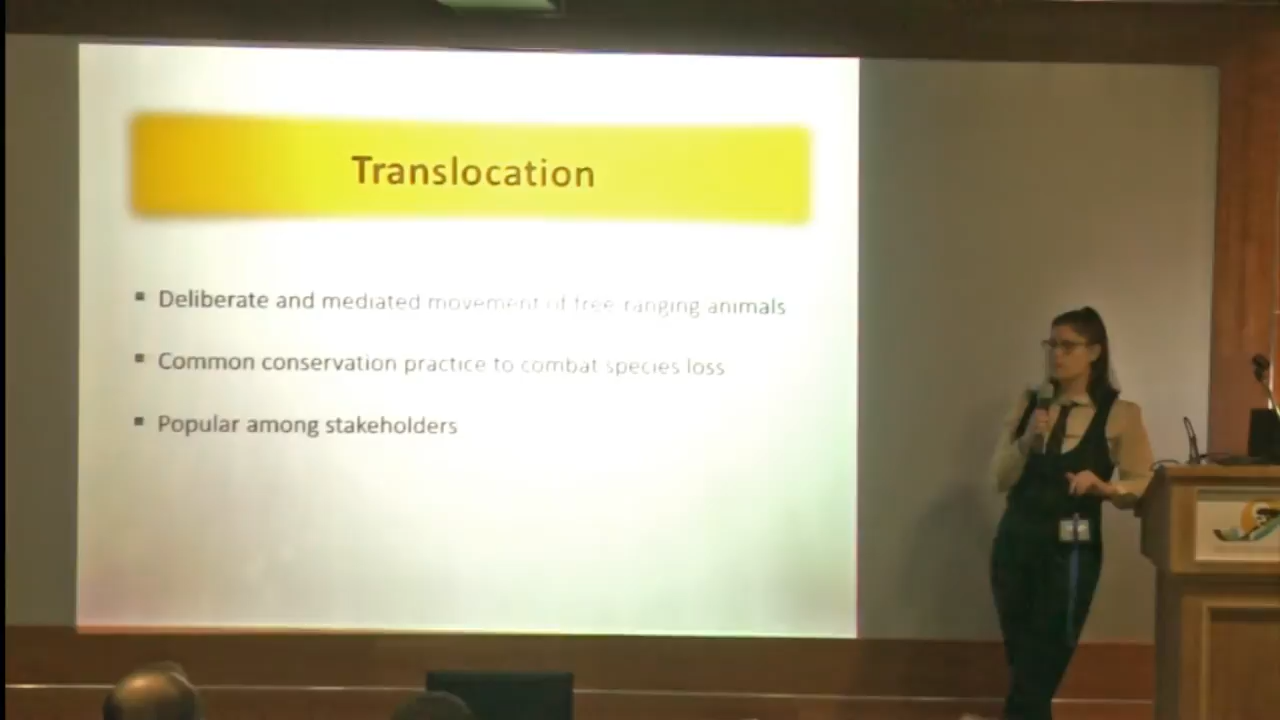 Translocation
Deliberate and mediated movement of free ranging animals
Common conservation practice to combat species loss
Popular among stakeholders